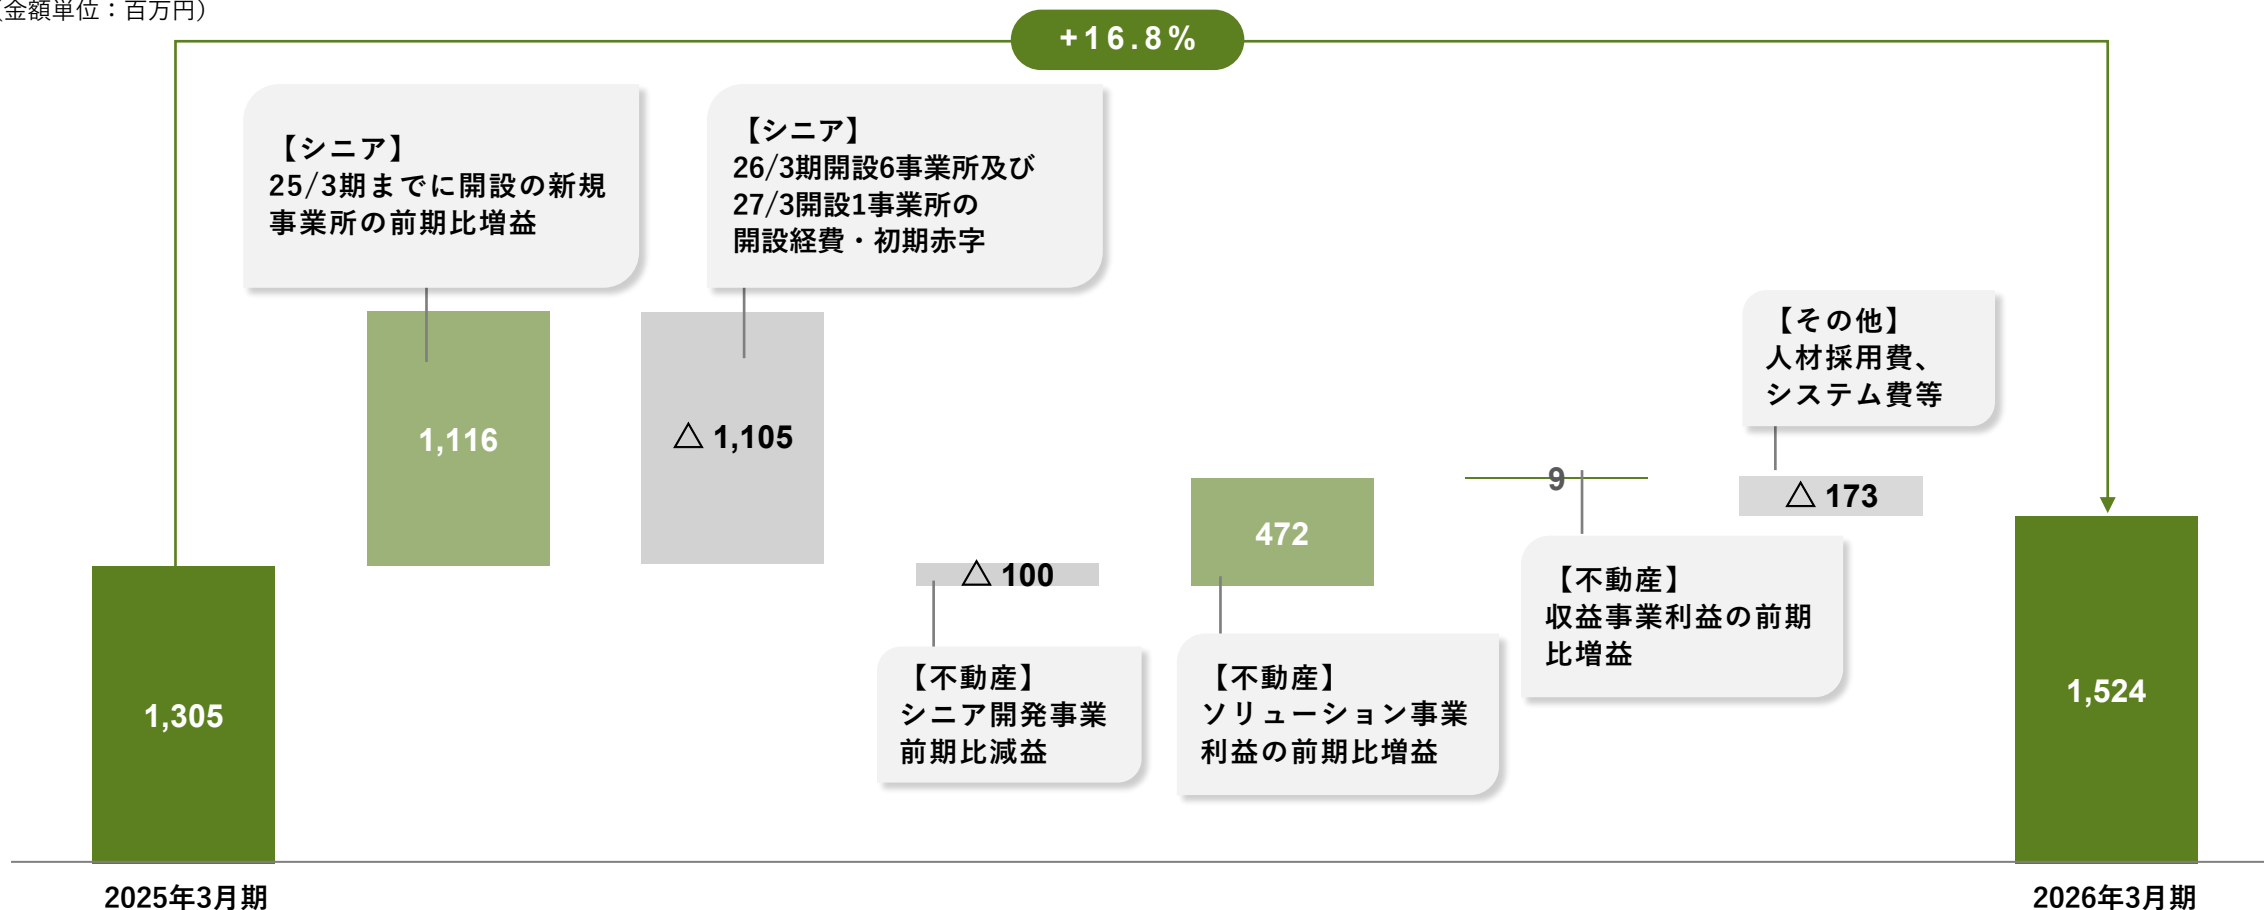 (金額単位：百万円)
+16.8%
【シニア】
25/3期までに開設の新規
事業所の前期比増益
【シニア】
26/3期開設6事業所及び
27/3開設1事業所の
開設経費・初期赤字
【その他】
人材採用費、
システム費等
1,116
△ 1,105
9
△ 173
472
△ 100
【不動産】
収益事業利益の前期
比増益
【不動産】
シニア開発事業
前期比減益
【不動産】
ソリューション事業
利益の前期比増益
1,305
1,524
2025年3月期
2026年3月期